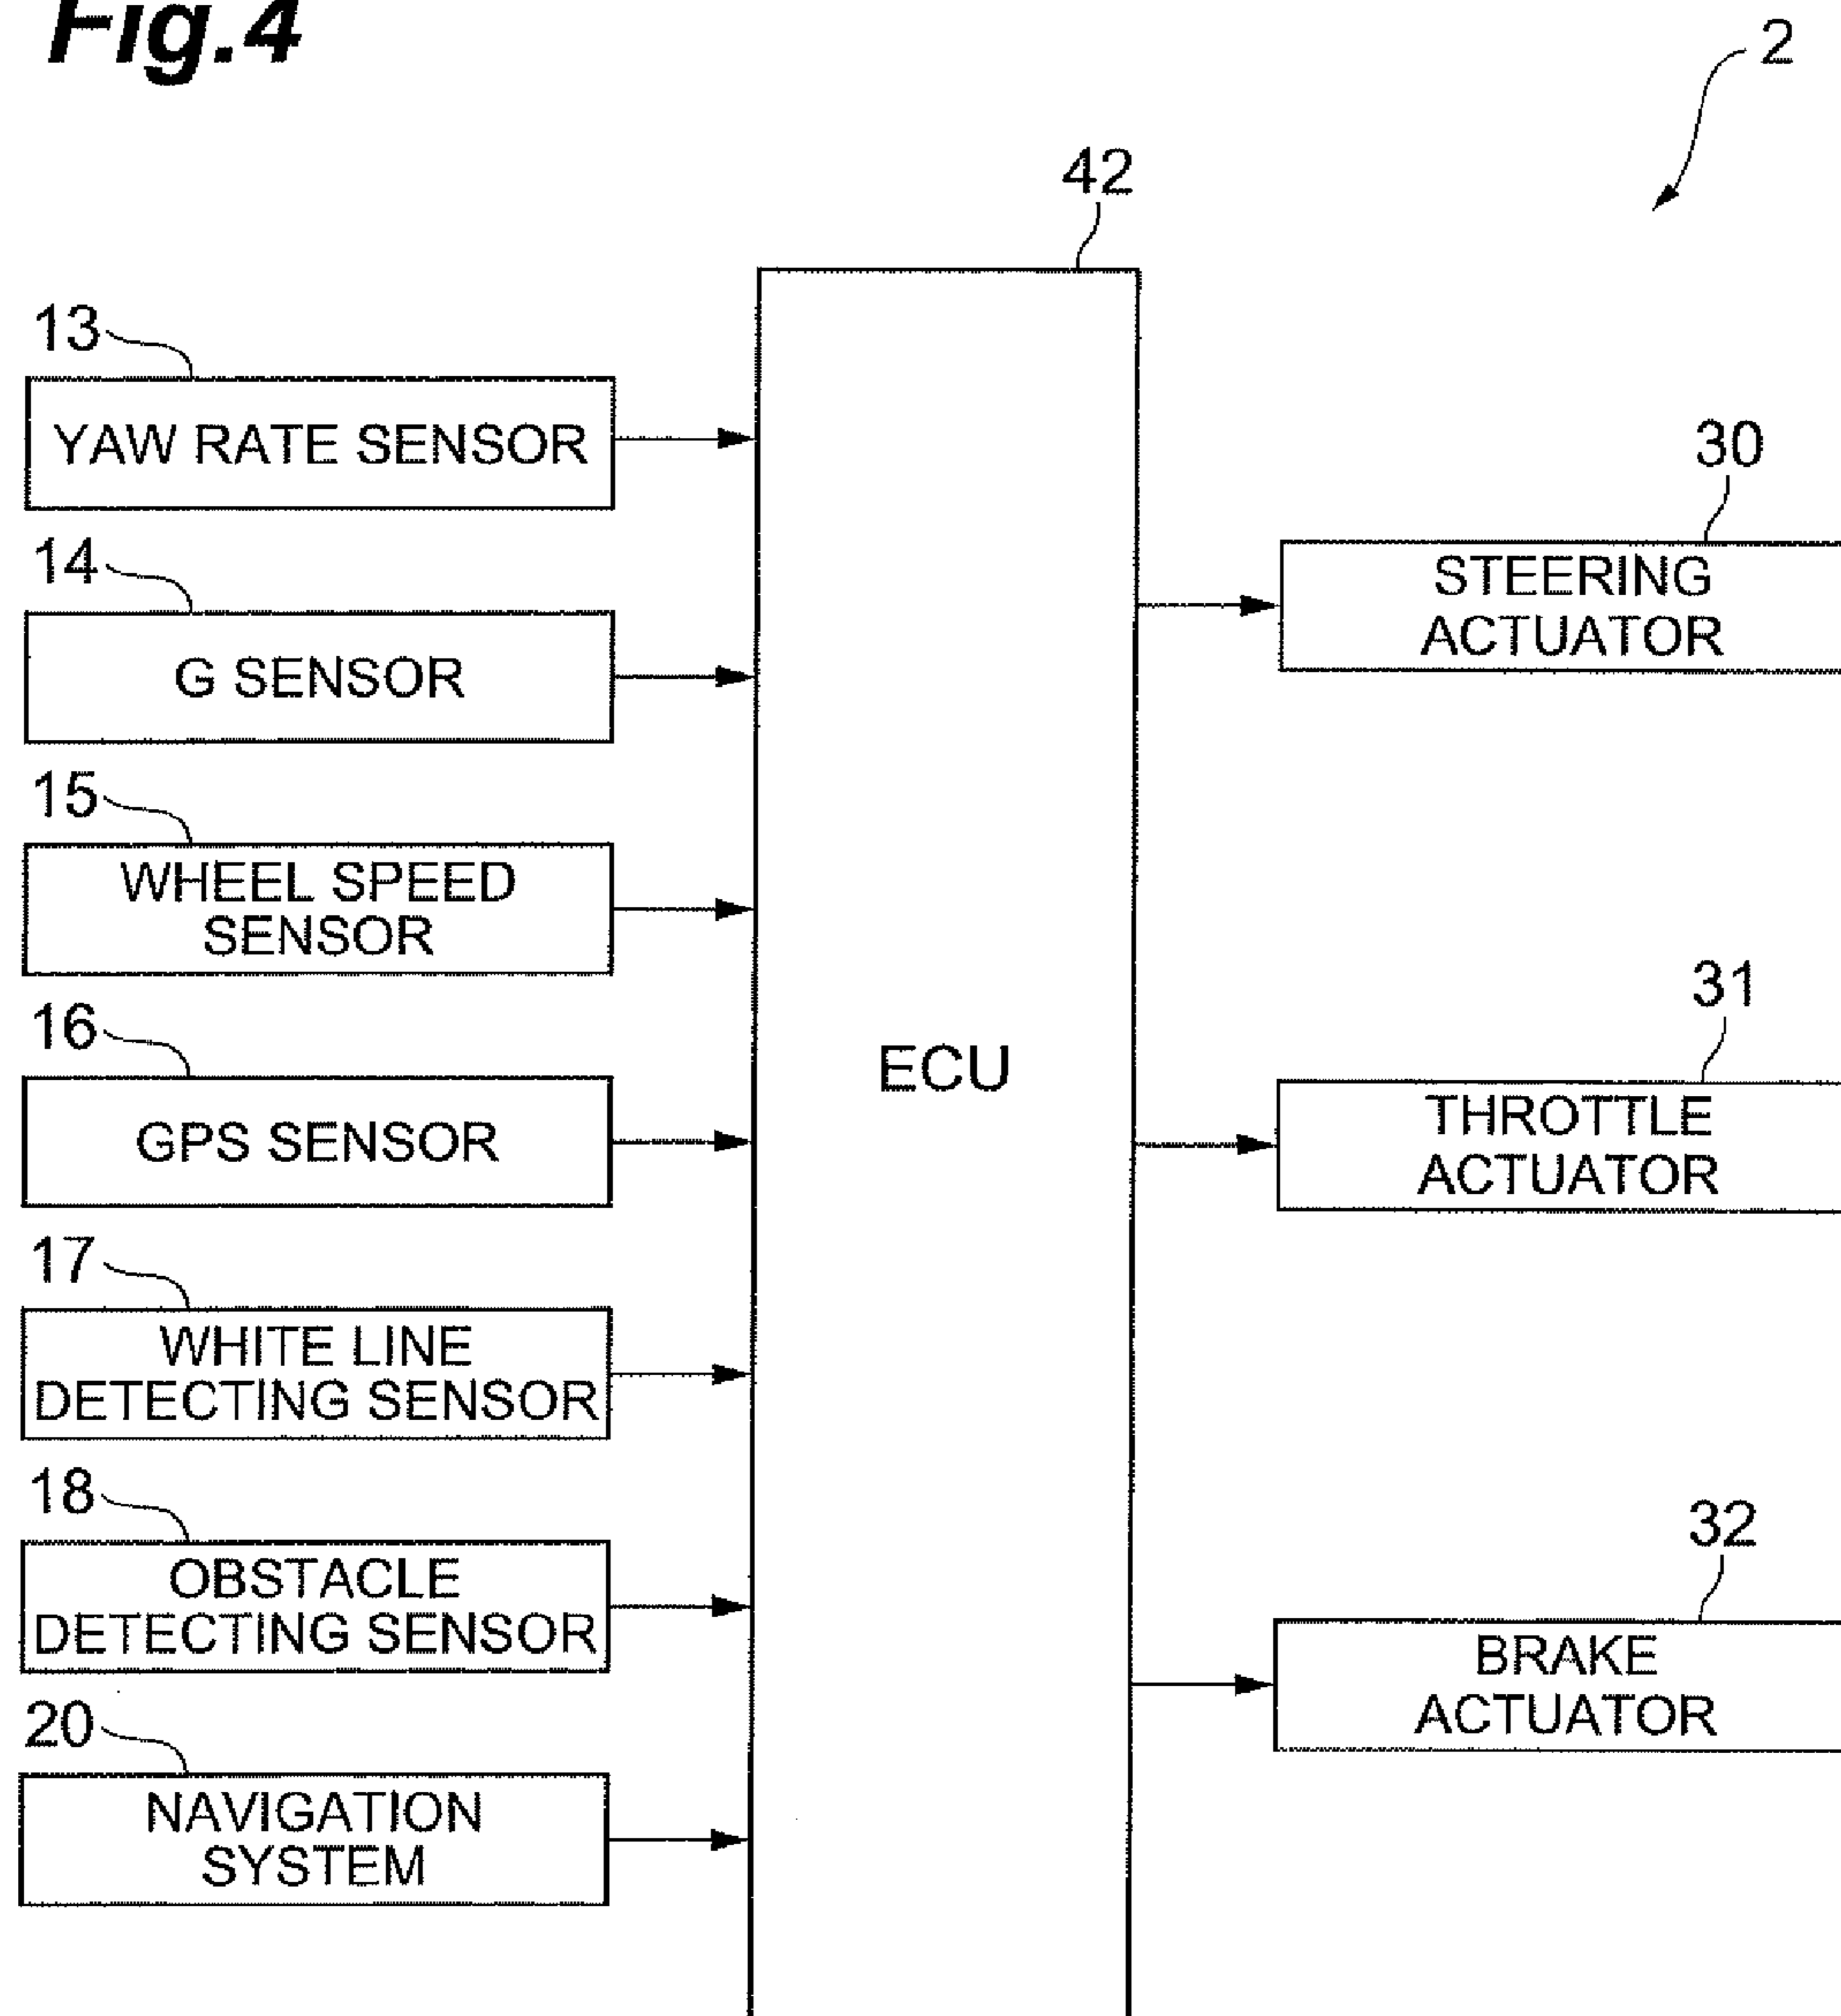 Fig.4
2
42
13
YAW RATE SENSOR
14
G SENSOR
15
WHEEL SPEED
SENSOR
16
GPS SENSOR
17
WHITE LINE
DETECTING SENSOR
18
OBSTACLE
DETECTING SENSOR
20
NAVIGATION
SYSTEM
ECU
30
STEERING
ACTUATOR
31
THROTTLE
ACTUATOR
32
BRAKE
ACTUATOR